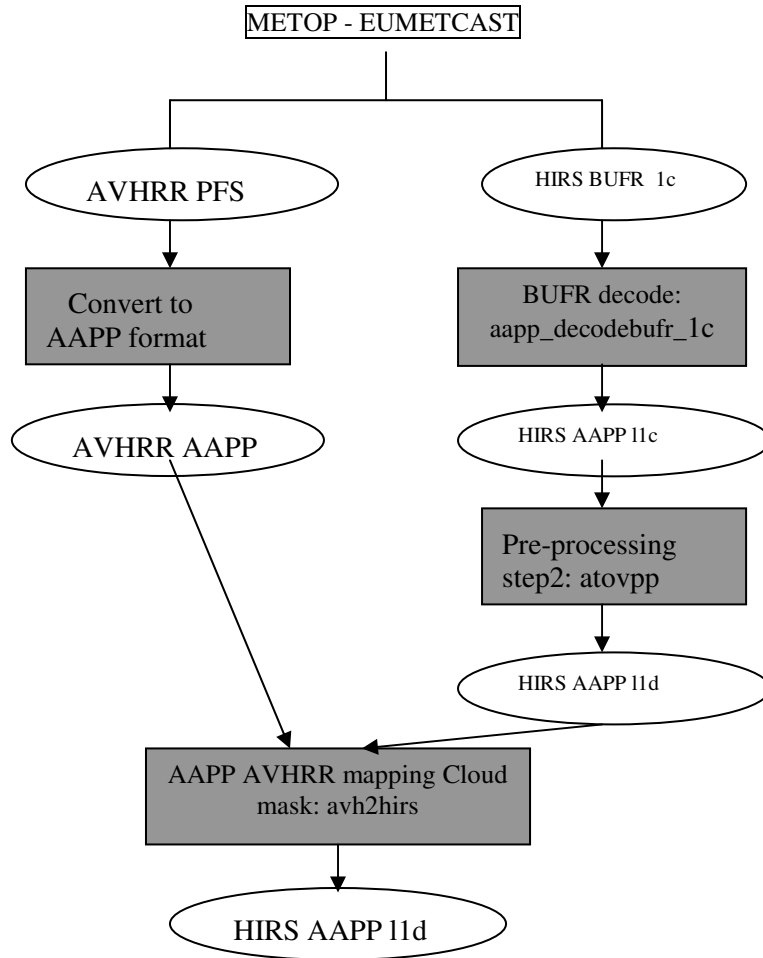 METOP - EUMETCAST
AVHRR PFS
HIRS BUFR 1c
Convert to
AAPP format
BUFR decode:
aapp_decodebufr_1c
AVHRR AAPP
HIRS AAPP l1c
Pre-processing
step2: atovpp
HIRS AAPP l1d
AAPP AVHRR mapping Cloud
mask: avh2hirs
HIRS AAPP l1d